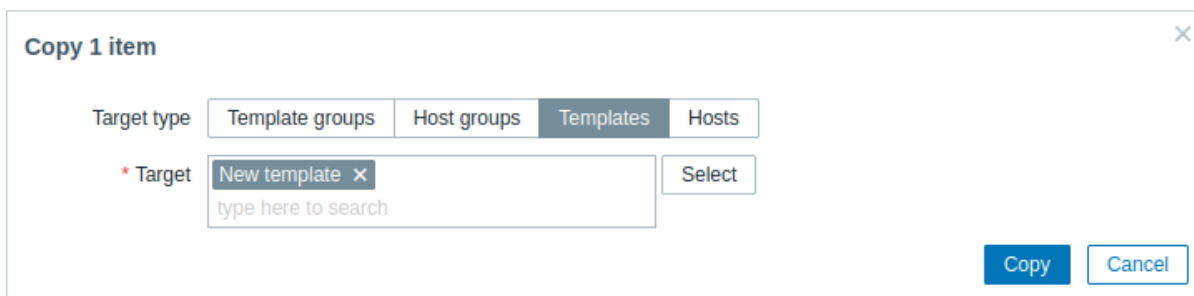 Copy 1 item
Target type Template groups Host groups Templates Hosts
* Target New template Select
type here to search
Copy Cancel